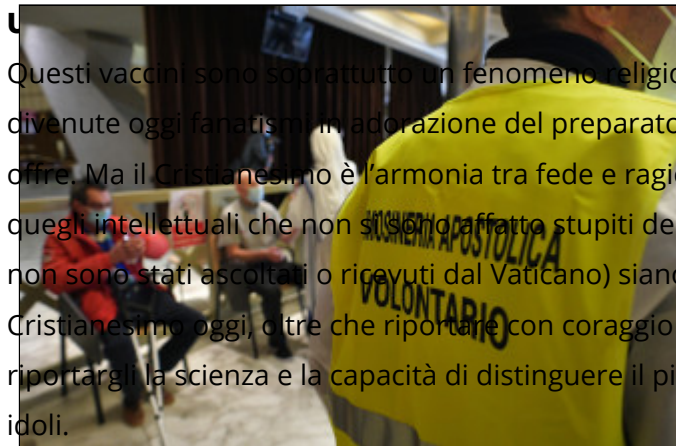 Questi vaccini sono soprattutto un fenomeno religio
divenute oggi fanatismi in adorazione del preparato
offre. Ma il Cristianesimo è l'armonia tra fede e ragi
quegli intellettuali che non si sono affatto stupiti de
non sono stati ascoltati o ricevuti dal Vaticano) sian
Cristianesimo oggi, oltre che riportare con coraggio
riportargli la scienza e la capacità di distinguere il pi
idoli.
APOSTOLICA
VOLONTARIO